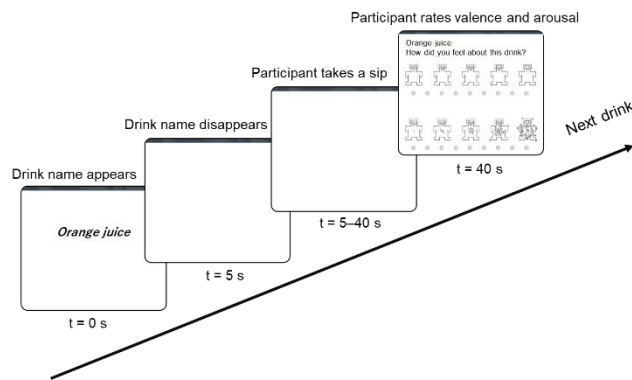 Participant rates valence and arousal
Orange juice
How did you feel about this drink?
Participant takes a sip
t = 40 s
Next drink
Drink name disappears
t = 5–40 s
Drink name appears
Orange juice
t = 5 s
t = 0 s